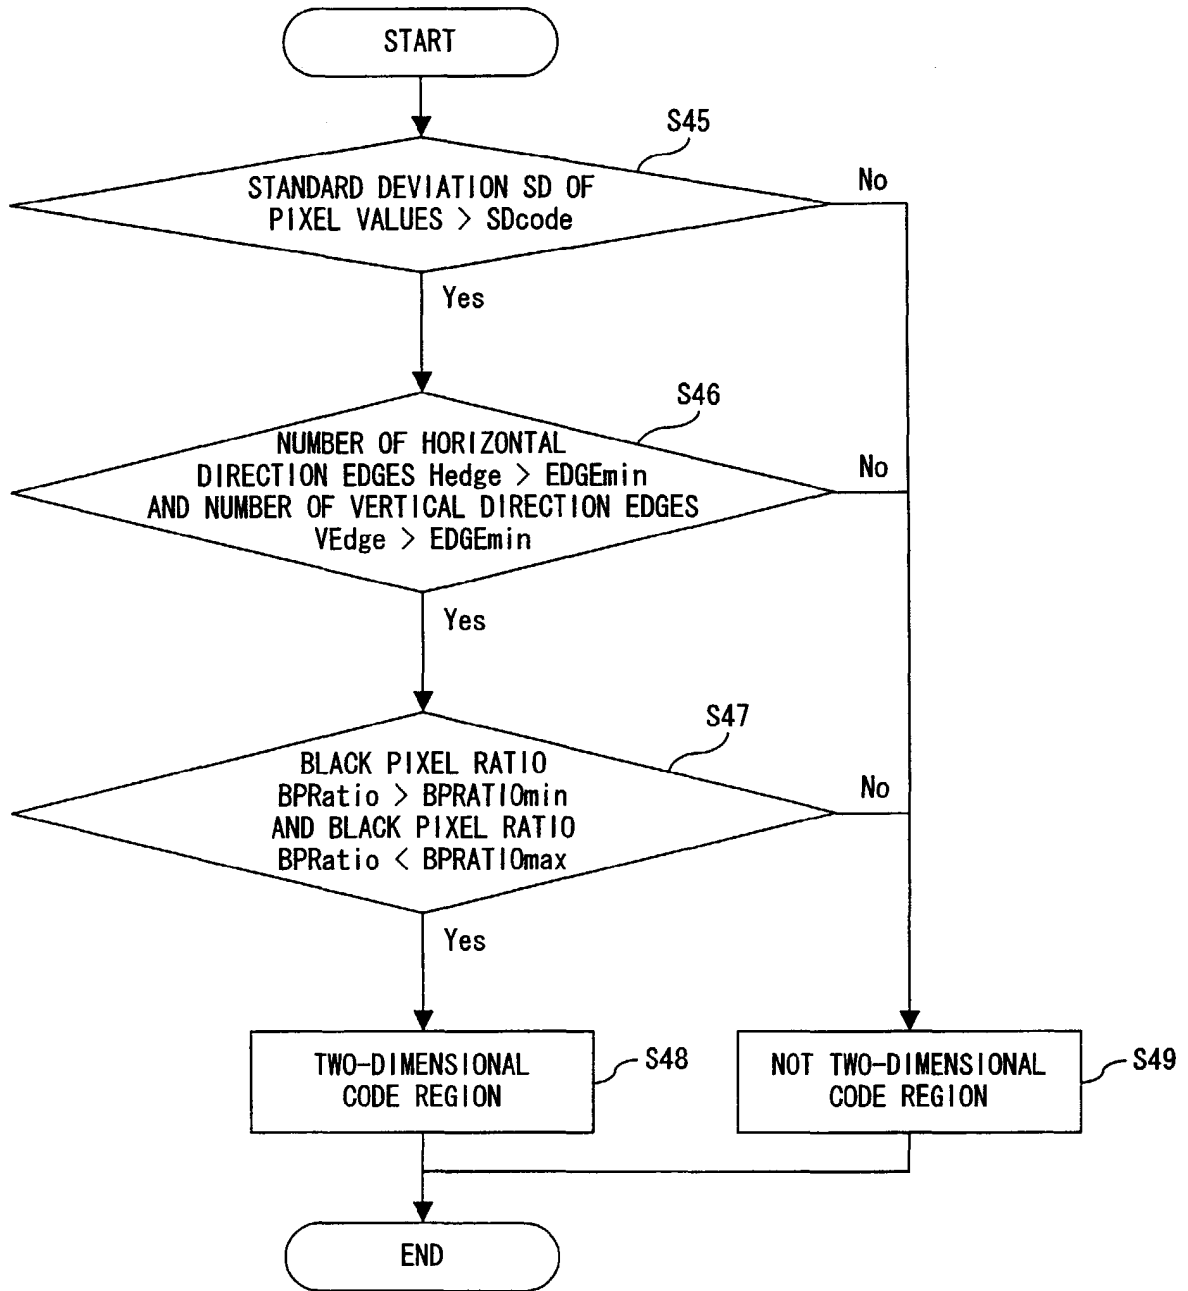 START
S45
STANDARD DEVIATION SD OF
PIXEL VALUES > SDcode
No
Yes
S46
NUMBER OF HORIZONTAL
DIRECTION EDGES Hedge > EDGEmin
AND NUMBER OF VERTICAL DIRECTION EDGES
VEdge > EDGEmin
No
Yes
S47
BLACK PIXEL RATIO
BPRatio > BPRATIOmin
AND BLACK PIXEL RATIO
BPRatio < BPRATIOmax
No
Yes
TWO-DIMENSIONAL
CODE REGION
S48
NOT TWO-DIMENSIONAL
CODE REGION
S49
END